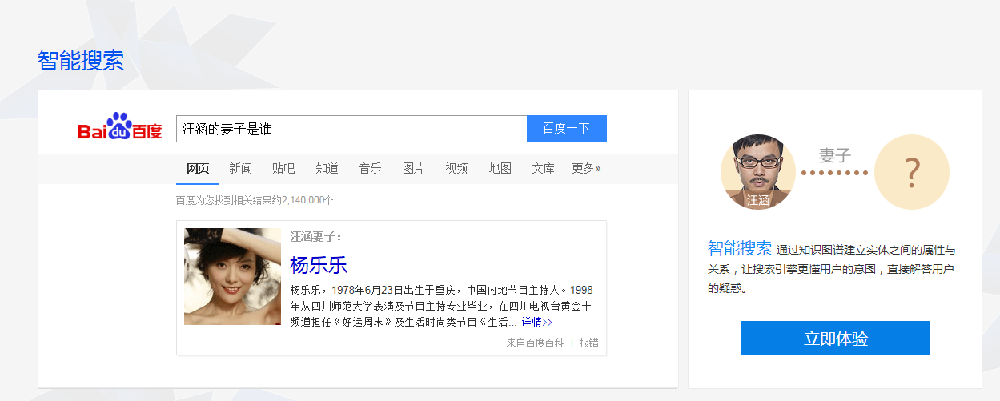 智能搜索
Bai du 百度
汪涵的妻子是谁
百度一下
网页 新闻 贴吧 知道 音乐 图片 视频 地图 文库 更多»
百度为您找到相关结果约2,140,000个
汪涵妻子：
杨乐乐
杨乐乐，1978年6月23日出生于重庆，中国内地节目主持人。1998
年从四川师范大学表演及节目主持专业毕业，在四川电视台黄金十
频道担任《好运周末》及生活时尚类节目《生活... 详情>>
来自百度百科 | 报错
妻子
?
汪涵
智能搜索 通过知识图谱建立实体之间的属性与
关系，让搜索引擎更懂用户的意图，直接解答用户
的疑惑。
立即体验